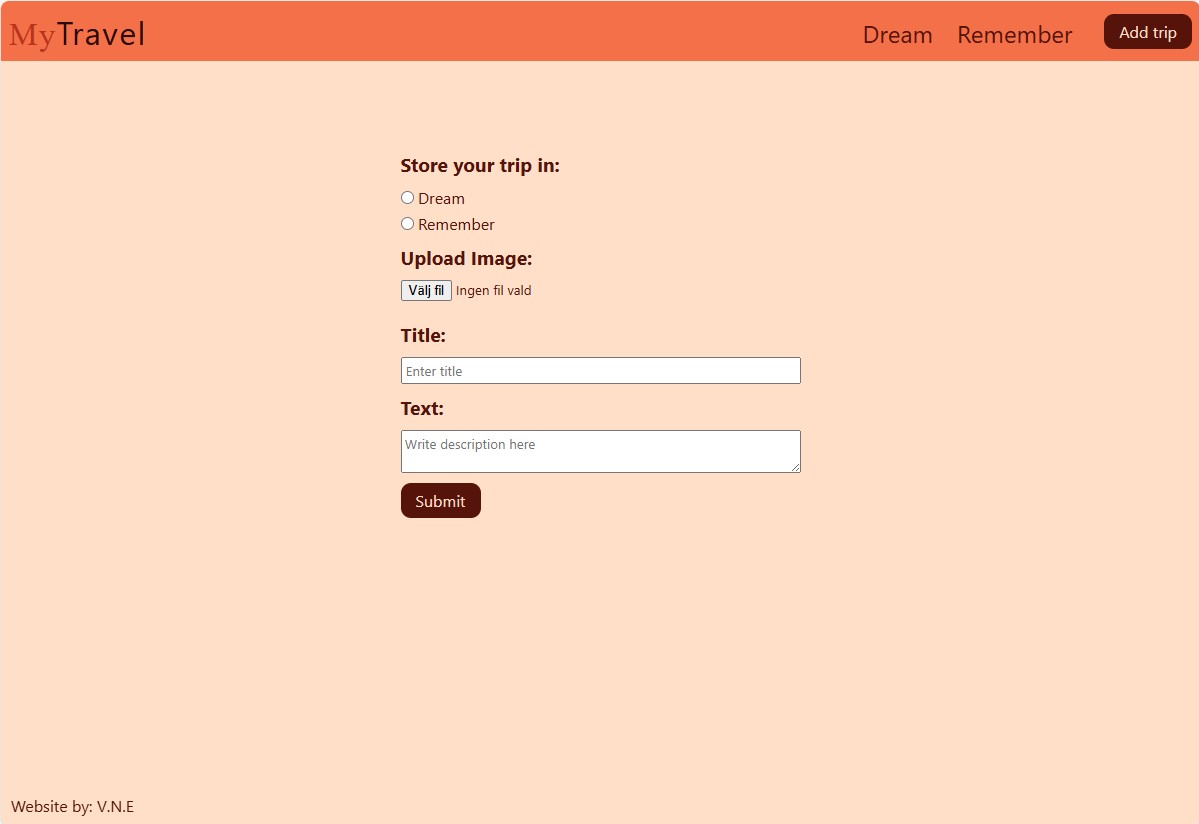 MyTravel
Dream Remember Add trip
Store your trip in:
Dream
Remember
Upload Image:
Välj fil Ingen fil vald
Title:
Enter title
Text:
Write description here
Submit
Website by: V.N.E